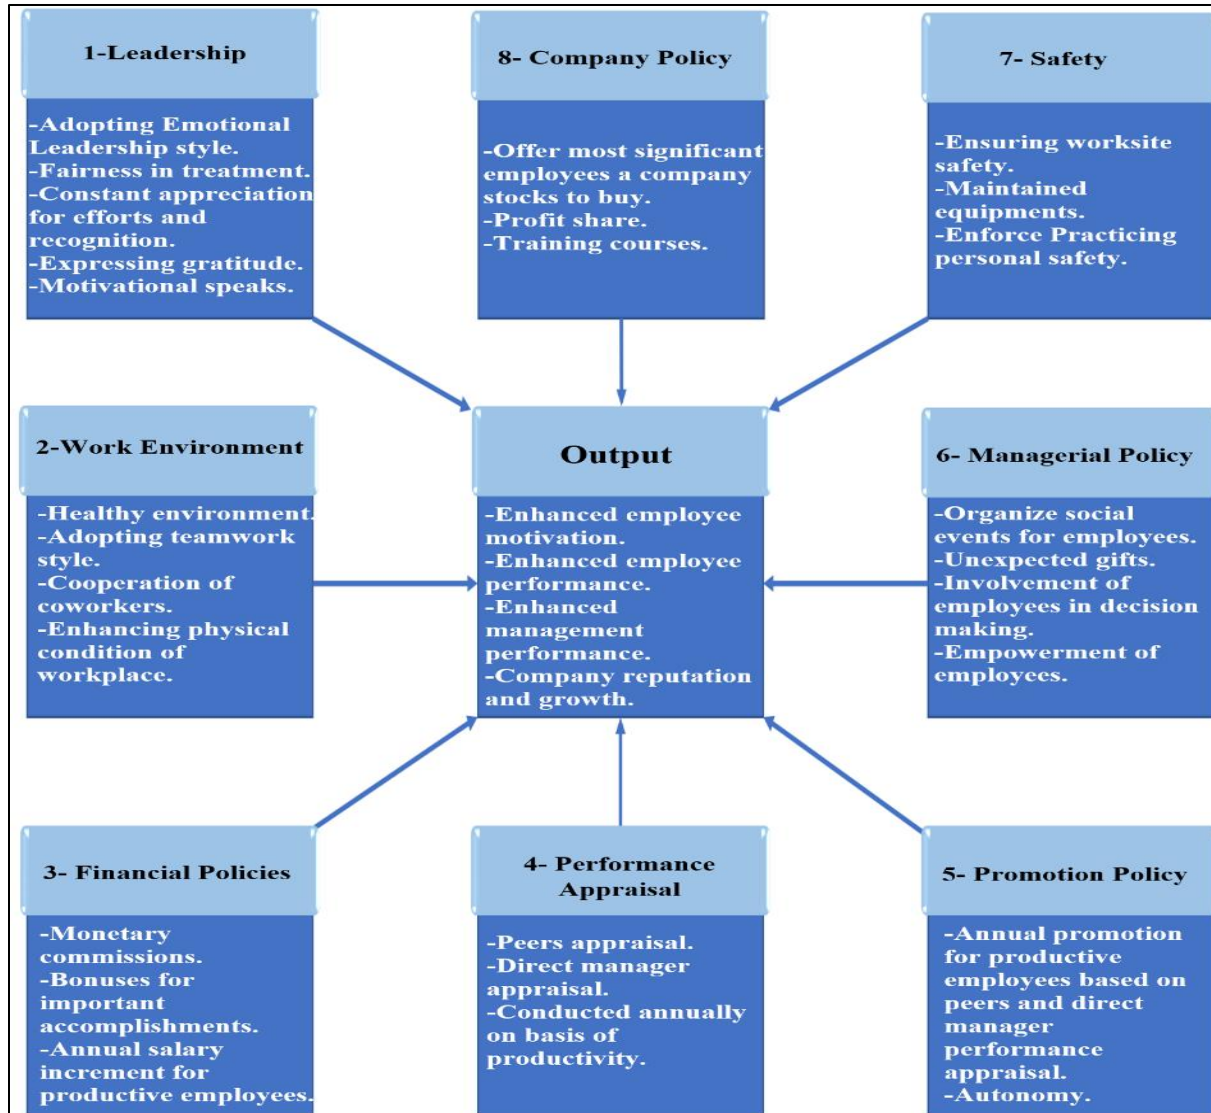 1-Leadership
-Adopting Emotional
Leadership style.
-Fairness in treatment.
-Constant appreciation
for efforts and
recognition.
-Expressing gratitude.
-Motivational speaks.
8- Company Policy
-Offer most significant
employees a company
stocks to buy.
-Profit share.
-Training courses.
7- Safety
-Ensuring worksite
safety.
-Maintained
equipments.
-Enforce Practicing
personal safety.
2-Work Environment
-Healthy environment.
-Adopting teamwork
style.
-Cooperation of
coworkers.
-Enhancing physical
condition of
workplace.
Output
-Enhanced employee
motivation.
-Enhanced employee
performance.
-Enhanced
management
performance.
-Company reputation
and growth.
6- Managerial Policy
-Organize social
events for employees.
-Unexpected gifts.
-Involvement of
employees in decision
making.
-Empowerment of
employees.
3- Financial Policies
-Monetary
commissions.
-Bonuses for
important
accomplishments.
-Annual salary
increment for
productive employees.
4- Performance
Appraisal
-Peers appraisal.
-Direct manager
appraisal.
-Conducted annually
on basis of
productivity.
5- Promotion Policy
-Annual promotion
for productive
employees based on
peers and direct
manager
performance
appraisal.
-Autonomy.